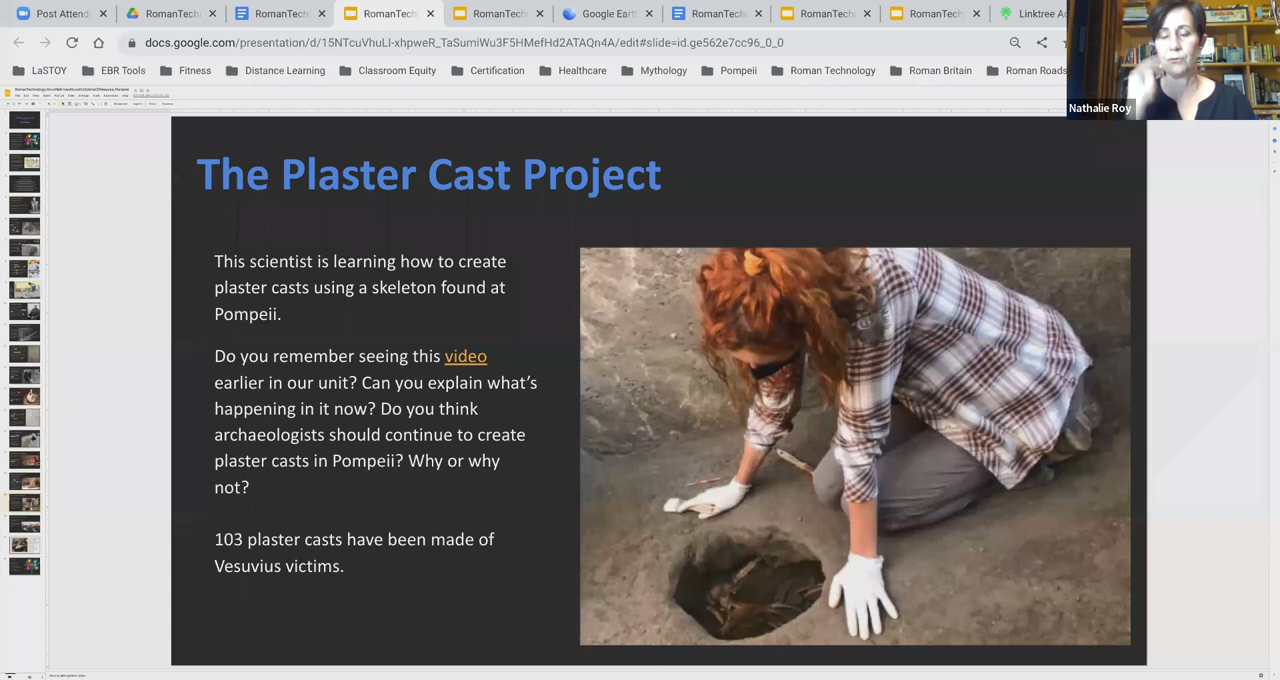 Post Attend
RomanTechn
RomanTech
RomanTech
RomanTech
Google Earth
RomanTech
RomanTech
RomanTech
Linktree Ad
docs.google.com/presentation/d/15NTcuVhuLl-xhpweR_TaSumiWu3F5HMefHd2ATAQn4A/edit#slide=id.ge562e7cc96_0_0
LaSTOY
EBR Tools
Fitness
Distance Learning
Classroom Equity
Certification
Healthcare
Mythology
Pompeii
Roman Technology
Roman Britain
Roman Roads
Nathalie Roy
The Plaster Cast Project
This scientist is learning how to create
plaster casts using a skeleton found at
Pompeii.
Do you remember seeing this video
earlier in our unit? Can you explain what’s
happening in it now? Do you think
archaeologists should continue to create
plaster casts in Pompeii? Why or why
not?
103 plaster casts have been made of
Vesuvius victims.